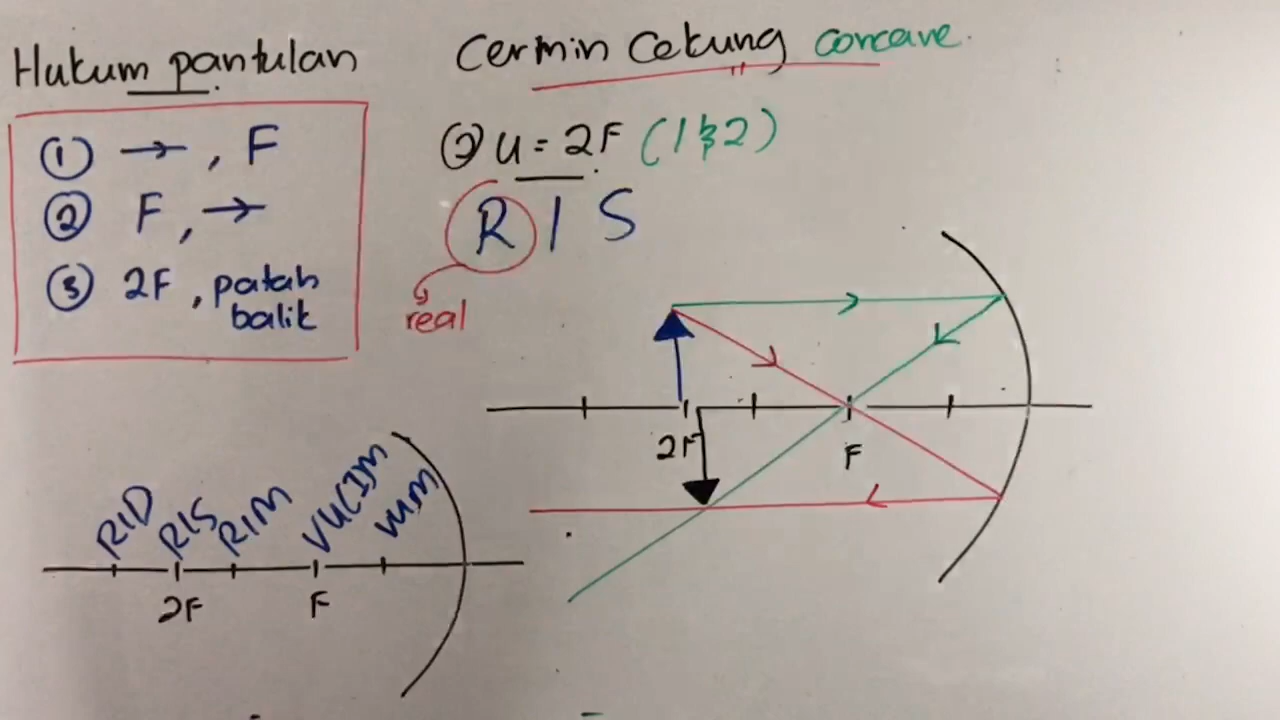 Hukum pantulan
① → , F
② F , →
③ 2F , patah
balik
Cermin Cekung concave.
② u = 2F (1 & 2)
R I S
real
2F
F
RID
RIS
RIM
VU(I)M
VUM
2F
F